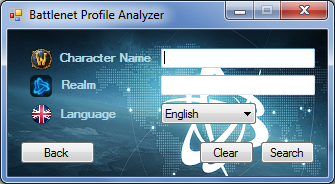 Battlenet Profile Analyzer
Character Name
Realm
Language English
Back Clear Search